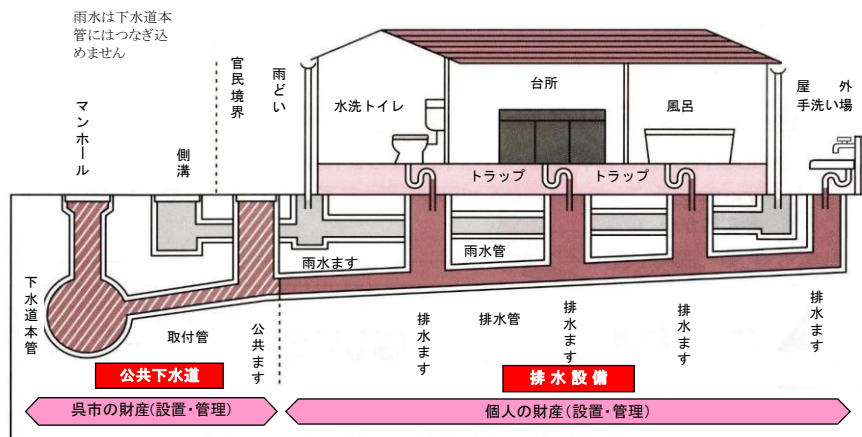 雨水は下水道本
管にはつなぎ込
めません
マンホール
側溝
官民境界
雨どい
水洗トイレ
台所
風呂
屋外
手洗い場
トラップ
トラップ
雨水ます
雨水管
下水道本管
取付管
公共ます
排水ます
排水管
排水ます
排水ます
排水ます
公共下水道
排水設備
呉市の財産(設置・管理)
個人の財産(設置・管理)